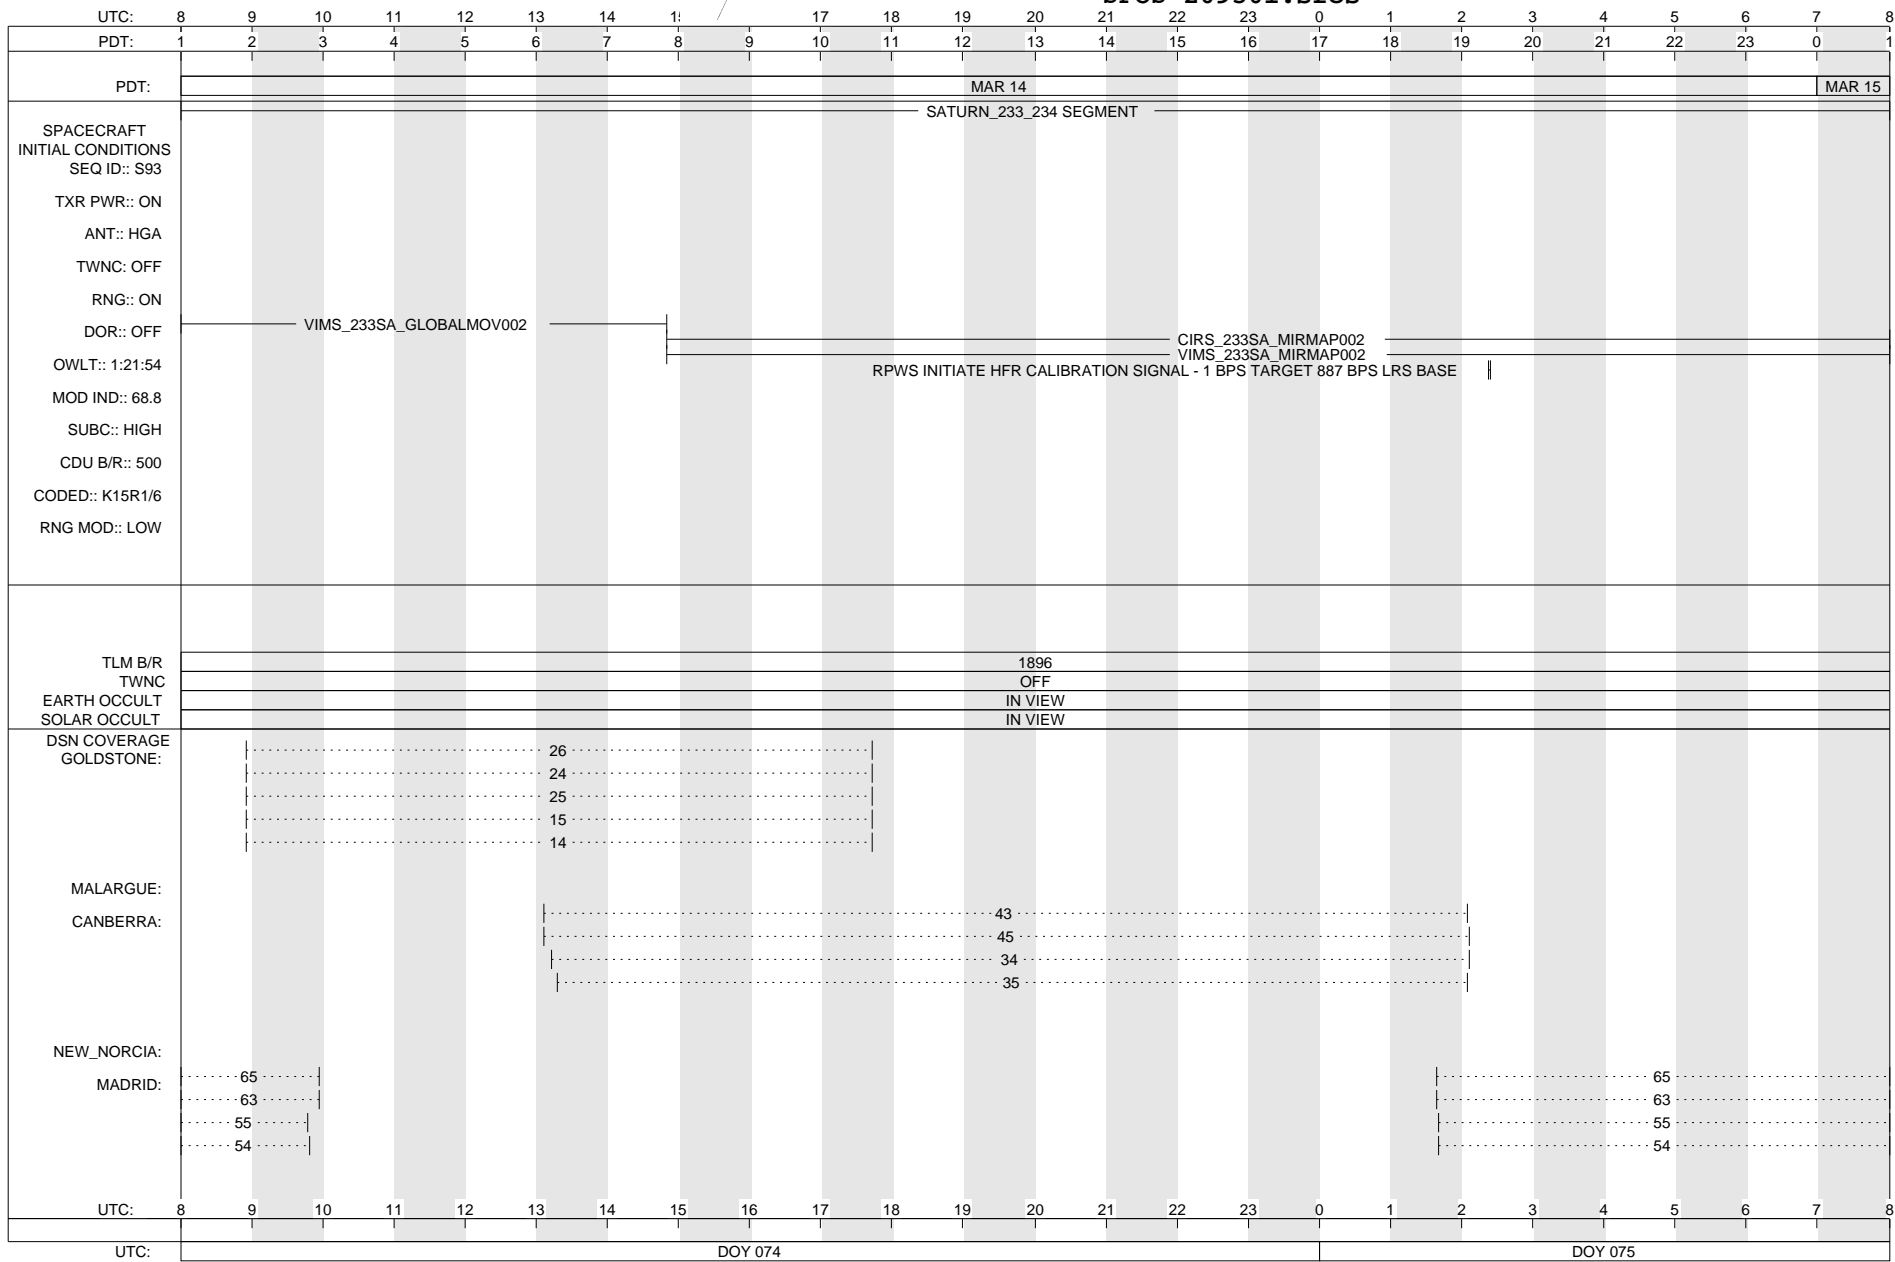 UTC: 8 9 10 11 12 13 14 17 18 19 20 21 22 23 0 1 2 3 4 5 6 7 8
PDT: 1 2 3 4 5 6 7 8 9 10 11 12 13 14 15 16 17 18 19 20 21 22 23 0 1
PDT: MAR 14 MAR 15
SATURN_233_234 SEGMENT
SPACECRAFT
INITIAL CONDITIONS
SEQ ID:: S93
TXR PWR:: ON
ANT:: HGA
TWNC: OFF
RNG:: ON
VIMS_233SA_GLOBALMOV002
DOR:: OFF
CIRS_233SA_MIRMAP002
VIMS_233SA_MIRMAP002
OWLT:: 1:21:54
RPWS INITIATE HFR CALIBRATION SIGNAL - 1 BPS TARGET 887 BPS LRS BASE
MOD IND:: 68.8
SUBC:: HIGH
CDU B/R:: 500
CODED:: K15R1/6
RNG MOD:: LOW
TLM B/R 1896
TWNC OFF
EARTH OCCULT IN VIEW
SOLAR OCCULT IN VIEW
DSN COVERAGE
GOLDSTONE:
26
24
25
15
14
MALARGUE:
CANBERRA:
43
45
34
35
NEW_NORCIA:
MADRID:
65 65
63 63
55 55
54 54
UTC: 8 9 10 11 12 13 14 15 16 17 18 19 20 21 22 23 0 1 2 3 4 5 6 7 8
UTC: DOY 074 DOY 075